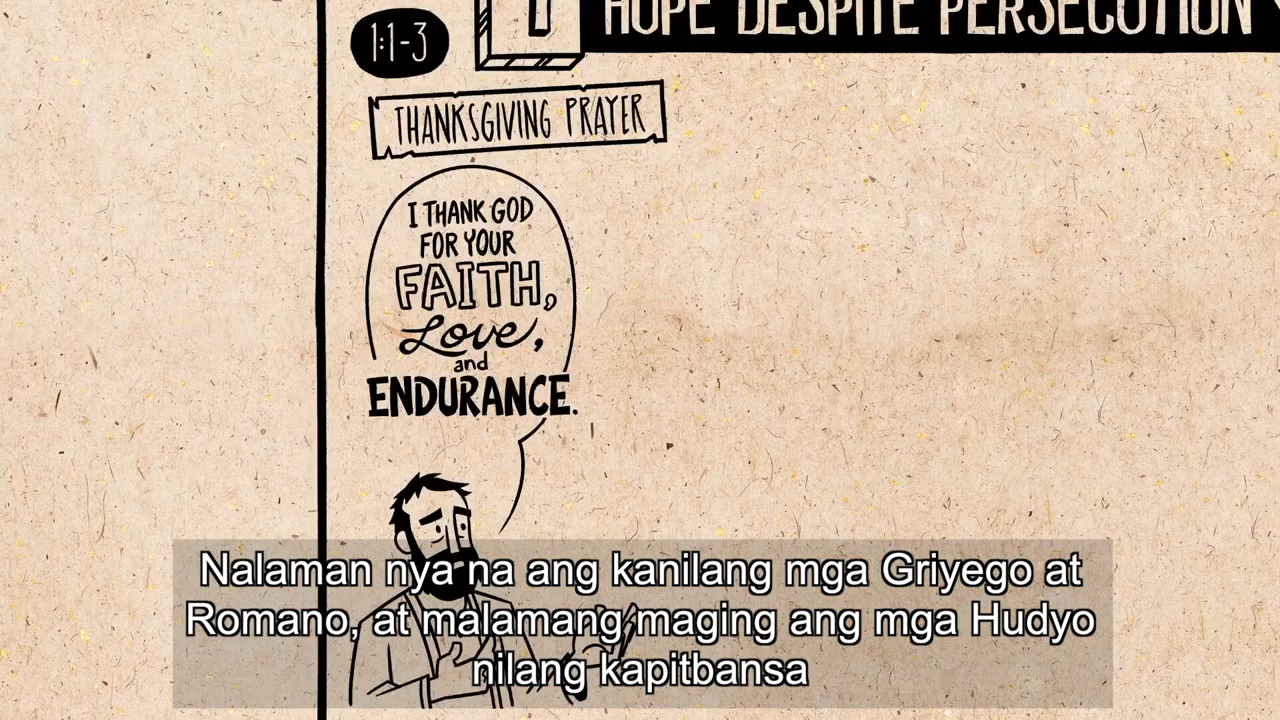 1:1-3
HOPE DESPITE PERSECUTION
THANKSGIVING PRAYER
I THANK GOD
FOR YOUR
FAITH,
Love,
and
ENDURANCE.
Nalaman nya na ang kanilang mga Griyego at
Romano, at malamang maging ang mga Hudyo
nilang kapitbansa